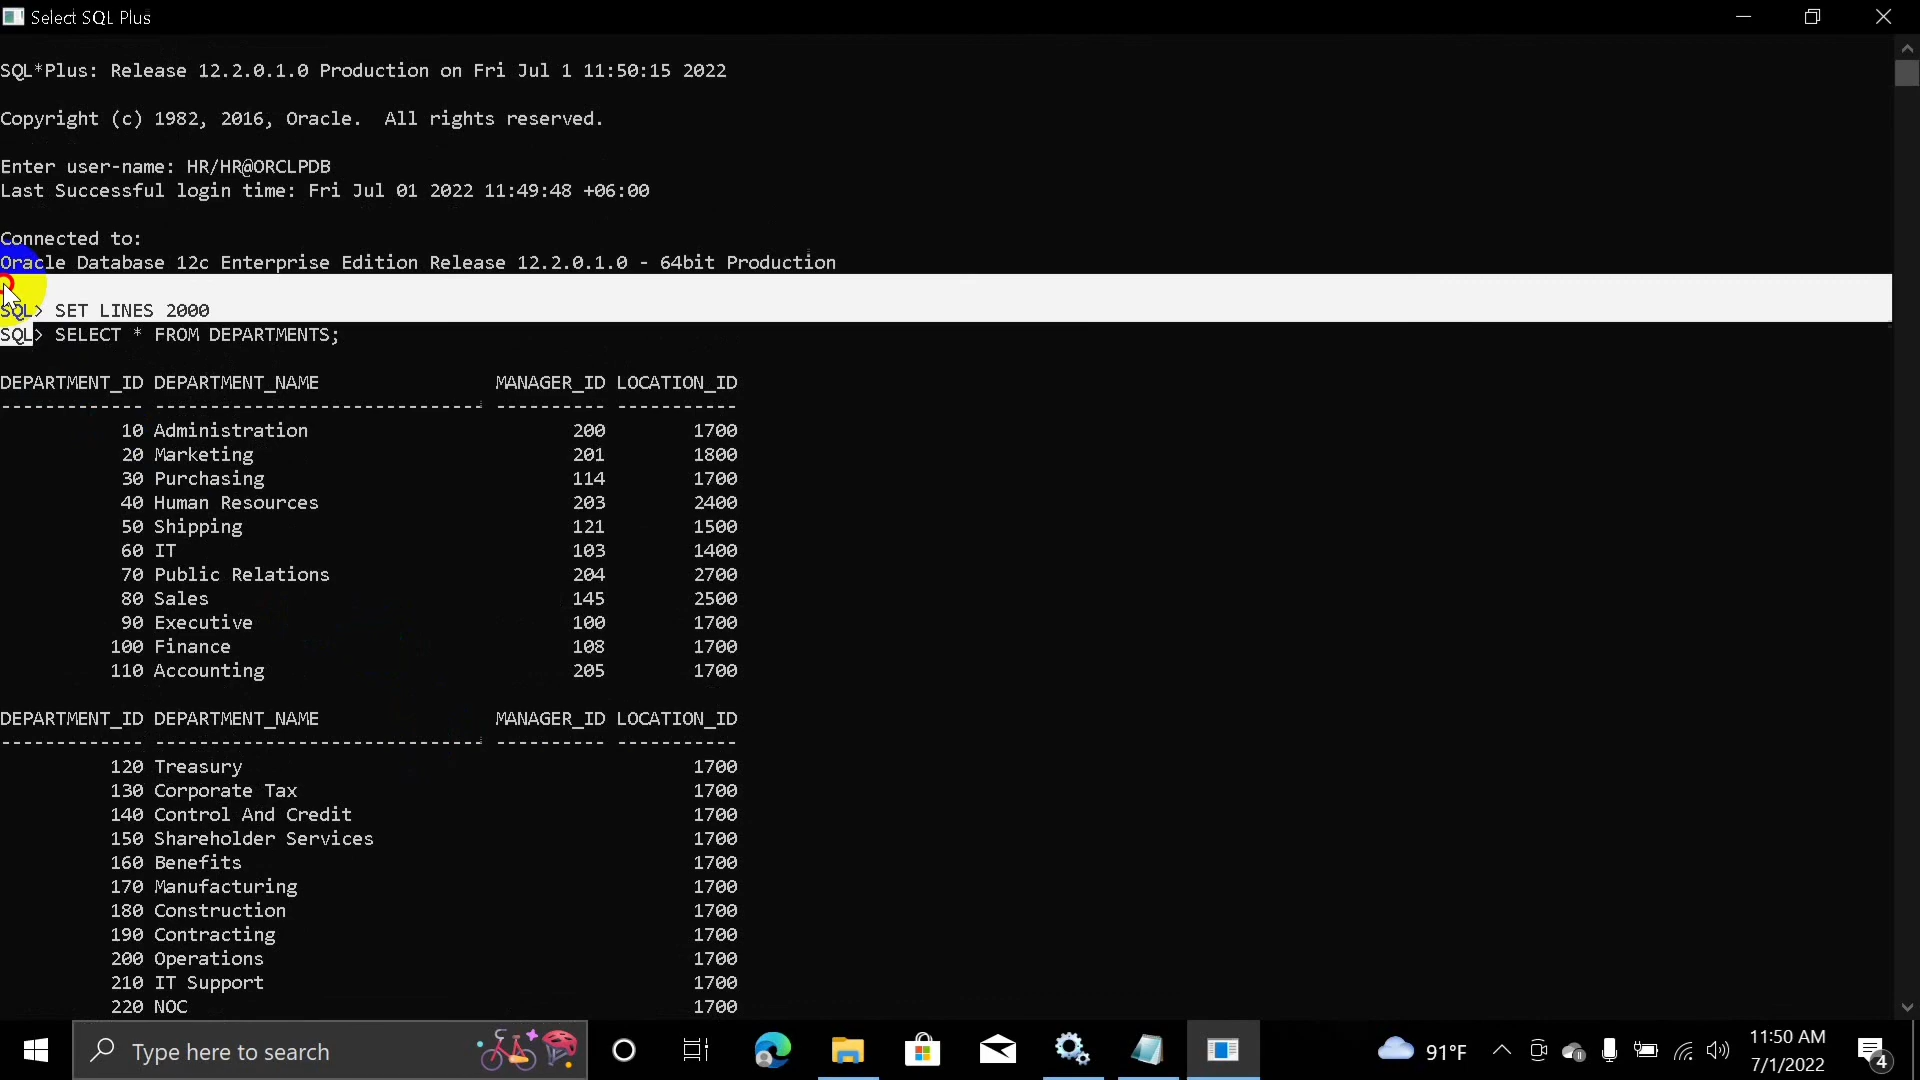 Select SQL Plus
SQL*Plus: Release 12.2.0.1.0 Production on Fri Jul 1 11:50:15 2022
Copyright (c) 1982, 2016, Oracle.  All rights reserved.
Enter user-name: HR/HR@ORCLPDB
Last Successful login time: Fri Jul 01 2022 11:49:48 +06:00
Connected to:
Oracle Database 12c Enterprise Edition Release 12.2.0.1.0 - 64bit Production
SQL> SET LINES 2000
SQL> SELECT * FROM DEPARTMENTS;
DEPARTMENT_ID DEPARTMENT_NAME MANAGER_ID LOCATION_ID
------------- ------------------------------ ---------- -----------
10 Administration 200 1700
20 Marketing 201 1800
30 Purchasing 114 1700
40 Human Resources 203 2400
50 Shipping 121 1500
60 IT 103 1400
70 Public Relations 204 2700
80 Sales 145 2500
90 Executive 100 1700
100 Finance 108 1700
110 Accounting 205 1700
DEPARTMENT_ID DEPARTMENT_NAME MANAGER_ID LOCATION_ID
------------- ------------------------------ ---------- -----------
120 Treasury 1700
130 Corporate Tax 1700
140 Control And Credit 1700
150 Shareholder Services 1700
160 Benefits 1700
170 Manufacturing 1700
180 Construction 1700
190 Contracting 1700
200 Operations 1700
210 IT Support 1700
220 NOC 1700
Type here to search
91°F
11:50 AM
7/1/2022
4